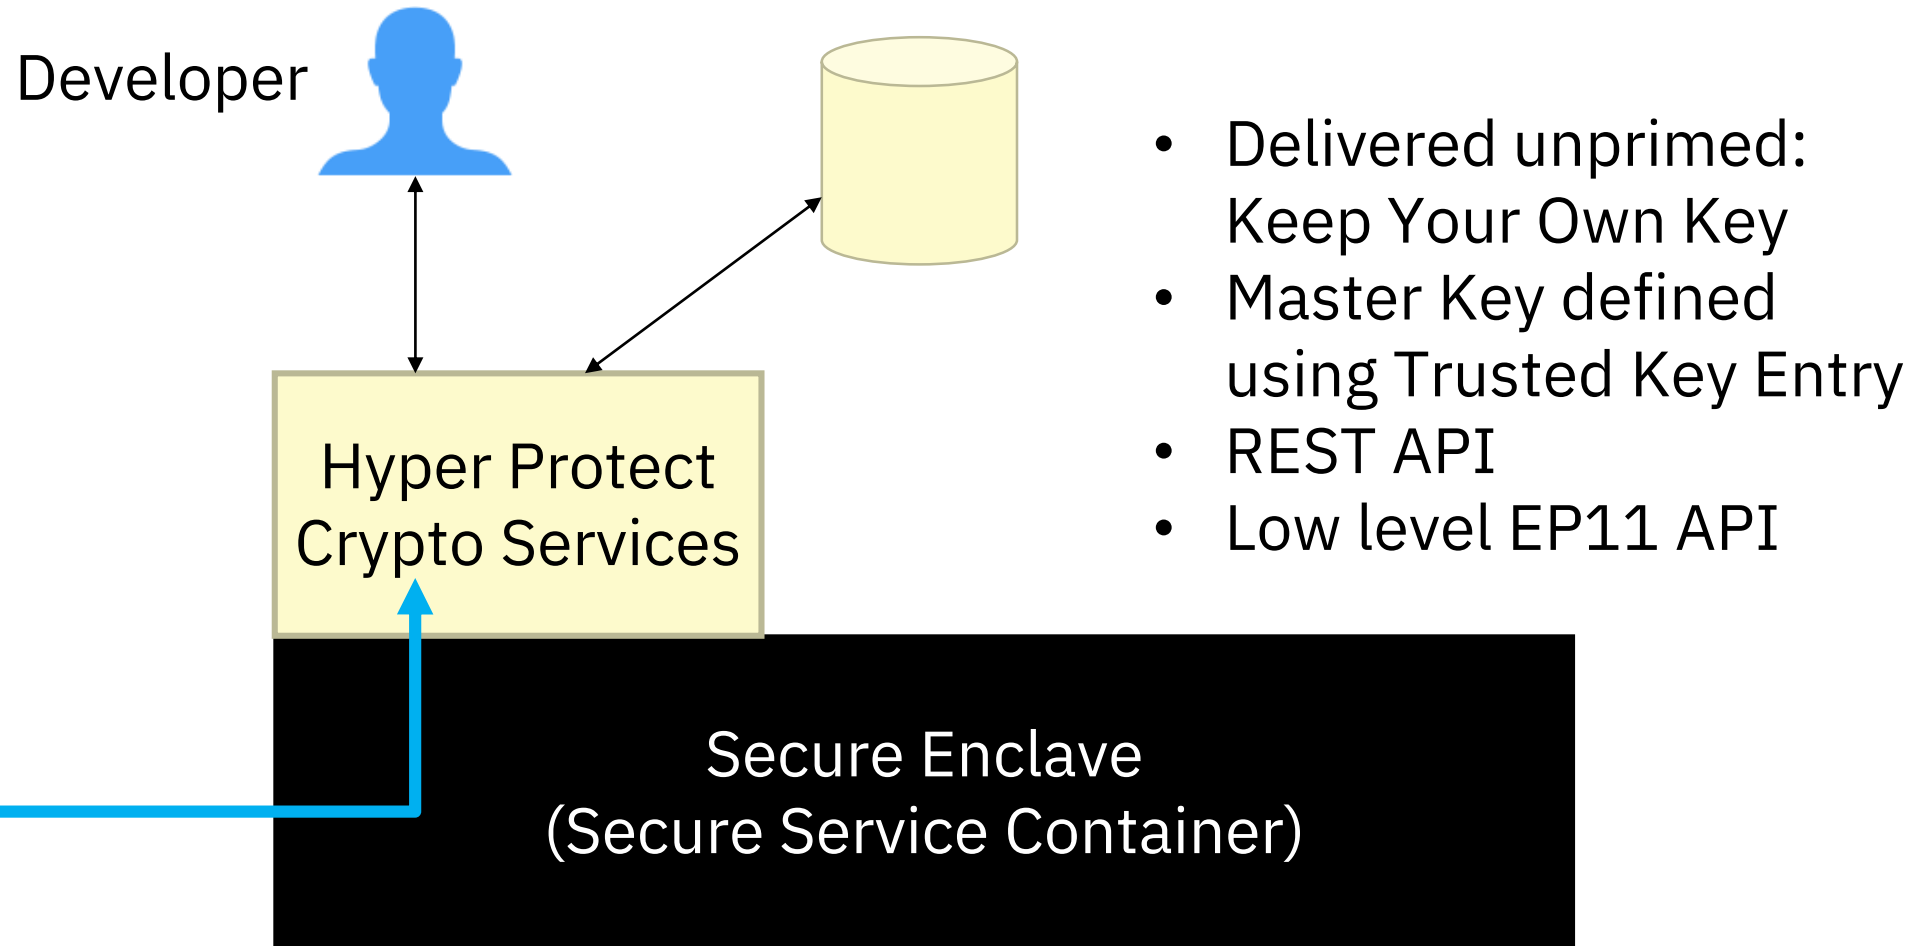 Developer
• Delivered unprimed:
Keep Your Own Key
• Master Key defined
using Trusted Key Entry
• REST API
• Low level EP11 API
Hyper Protect
Crypto Services
Secure Enclave
(Secure Service Container)